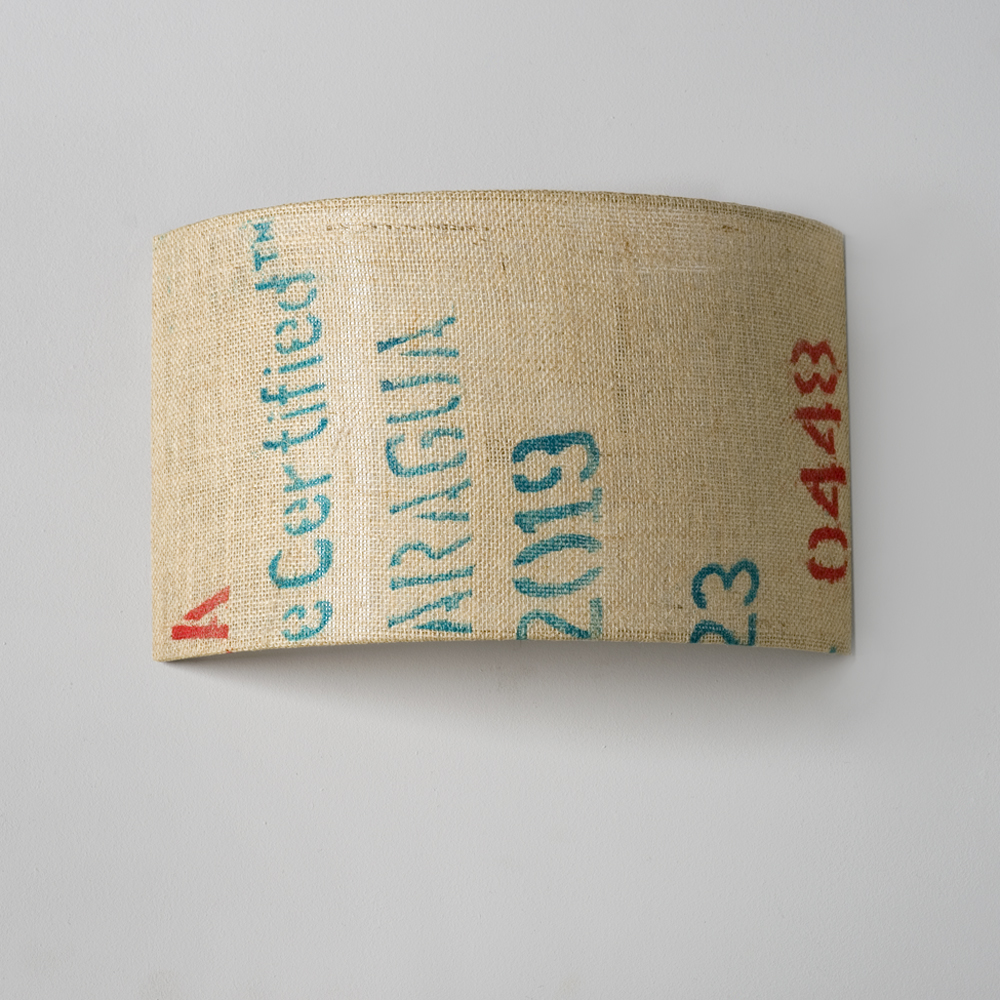 A
e Certified™
ARAGUA
2019
23
0448